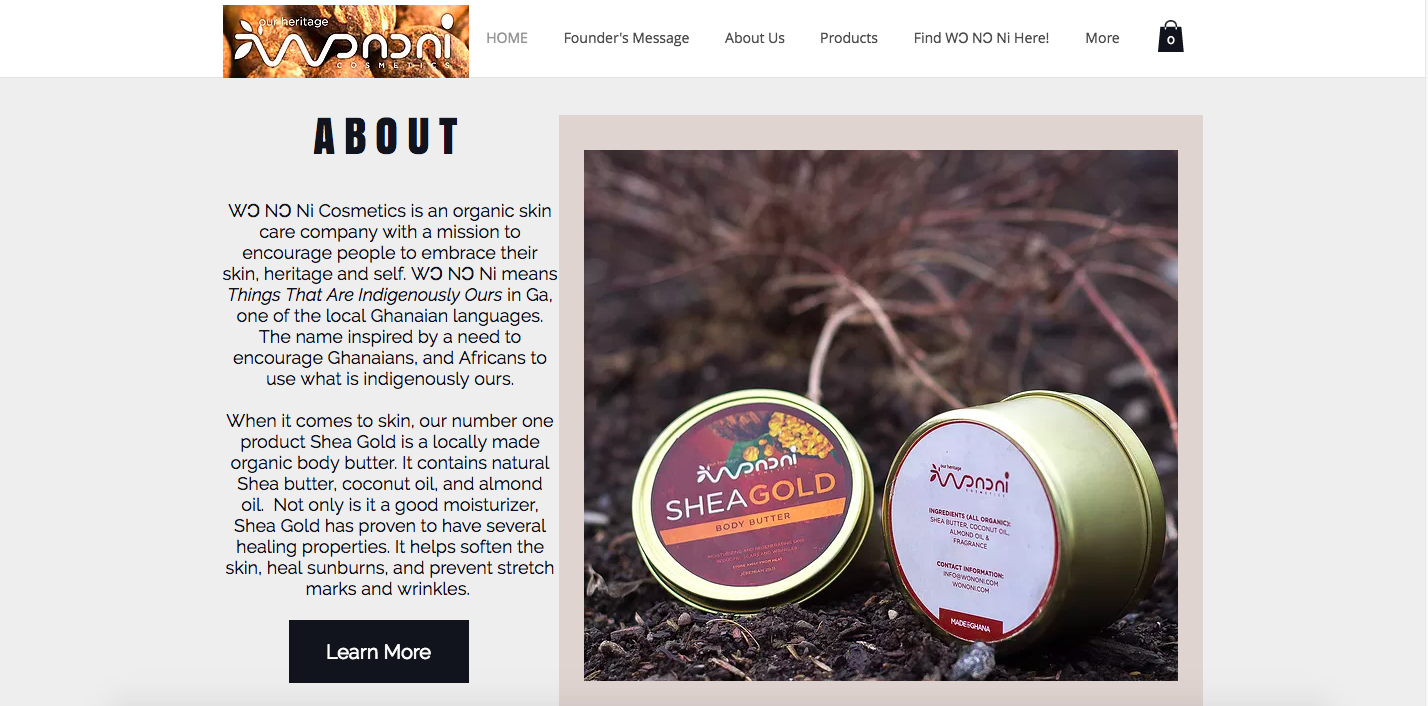 our heritage
WONONI
COSMETICS
HOME
Founder's Message
About Us
Products
Find WƆ NƆ Ni Here!
More
0
ABOUT
WƆ NƆ Ni Cosmetics is an organic skin
care company with a mission to
encourage people to embrace their
skin, heritage and self. WƆ NƆ Ni means
Things That Are Indigenously Ours in Ga,
one of the local Ghanaian languages.
The name inspired by a need to
encourage Ghanaians, and Africans to
use what is indigenously ours.
When it comes to skin, our number one
product Shea Gold is a locally made
organic body butter. It contains natural
Shea butter, coconut oil, and almond
oil.  Not only is it a good moisturizer,
Shea Gold has proven to have several
healing properties. It helps soften the
skin, heal sunburns, and prevent stretch
marks and wrinkles.
Learn More
our heritage
WONONI
SHEA GOLD
BODY BUTTER
MOISTURIZING AND REGENERATING SKIN
our heritage
WONONI
COSMETICS
INGREDIENTS (ALL ORGANIC):
SHEA BUTTER, COCONUT OIL,
ALMOND OIL &
FRAGRANCE
CONTACT INFORMATION:
INFO@WONONI.COM
WONONI.COM
MADE IN GHANA